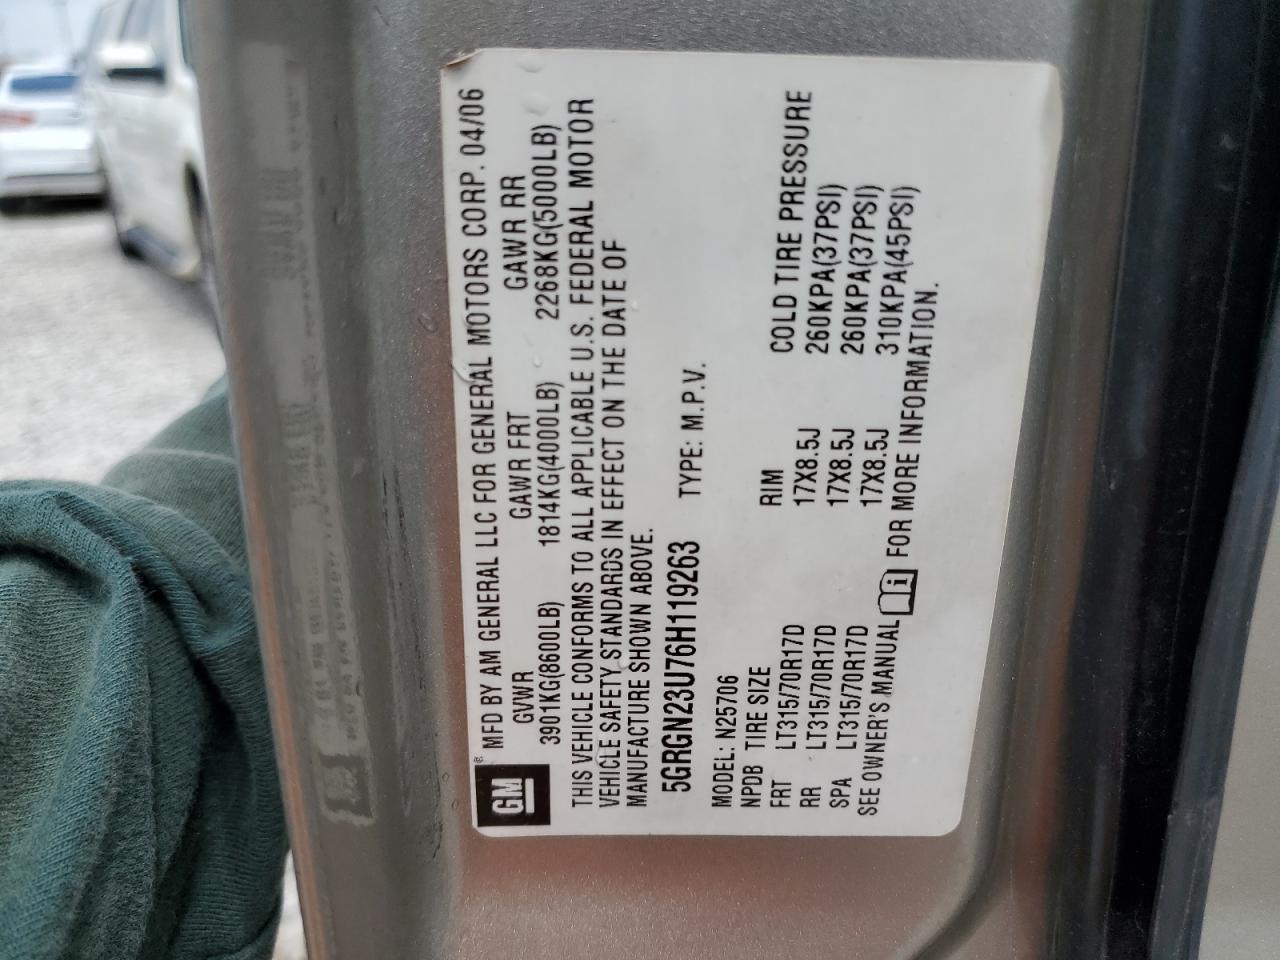 GM
MFD BY AM GENERAL LLC FOR GENERAL MOTORS CORP. 04/06
GVWR GAWR FRT GAWR RR
3901KG(8600LB) 1814KG(4000LB) 2268KG(5000LB)
THIS VEHICLE CONFORMS TO ALL APPLICABLE U.S. FEDERAL MOTOR
VEHICLE SAFETY STANDARDS IN EFFECT ON THE DATE OF
MANUFACTURE SHOWN ABOVE.
5GRGN23U76H119263 TYPE: M.P.V.
MODEL: N25706
NPDB TIRE SIZE RIM COLD TIRE PRESSURE
FRT LT315/70R17D 17X8.5J 260KPA(37PSI)
RR LT315/70R17D 17X8.5J 260KPA(37PSI)
SPA LT315/70R17D 17X8.5J 310KPA(45PSI)
SEE OWNER'S MANUAL FOR MORE INFORMATION.